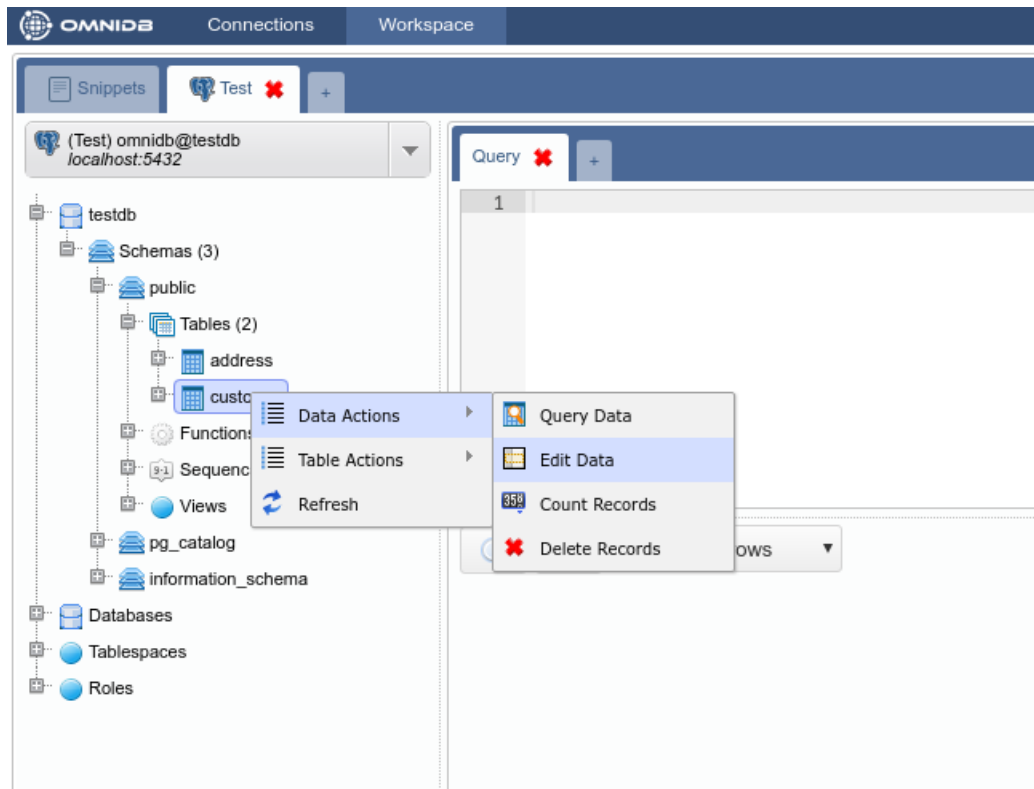 OMNIDB Connections Workspace
Snippets Test +
(Test) omnidb@testdb
localhost:5432
Query +
1
testdb
Schemas (3)
public
Tables (2)
address
custo
Functions
Sequenc
Views
pg_catalog
information_schema
Databases
Tablespaces
Roles
Data Actions
Table Actions
Refresh
Query Data
Edit Data
Count Records
Delete Records
ows